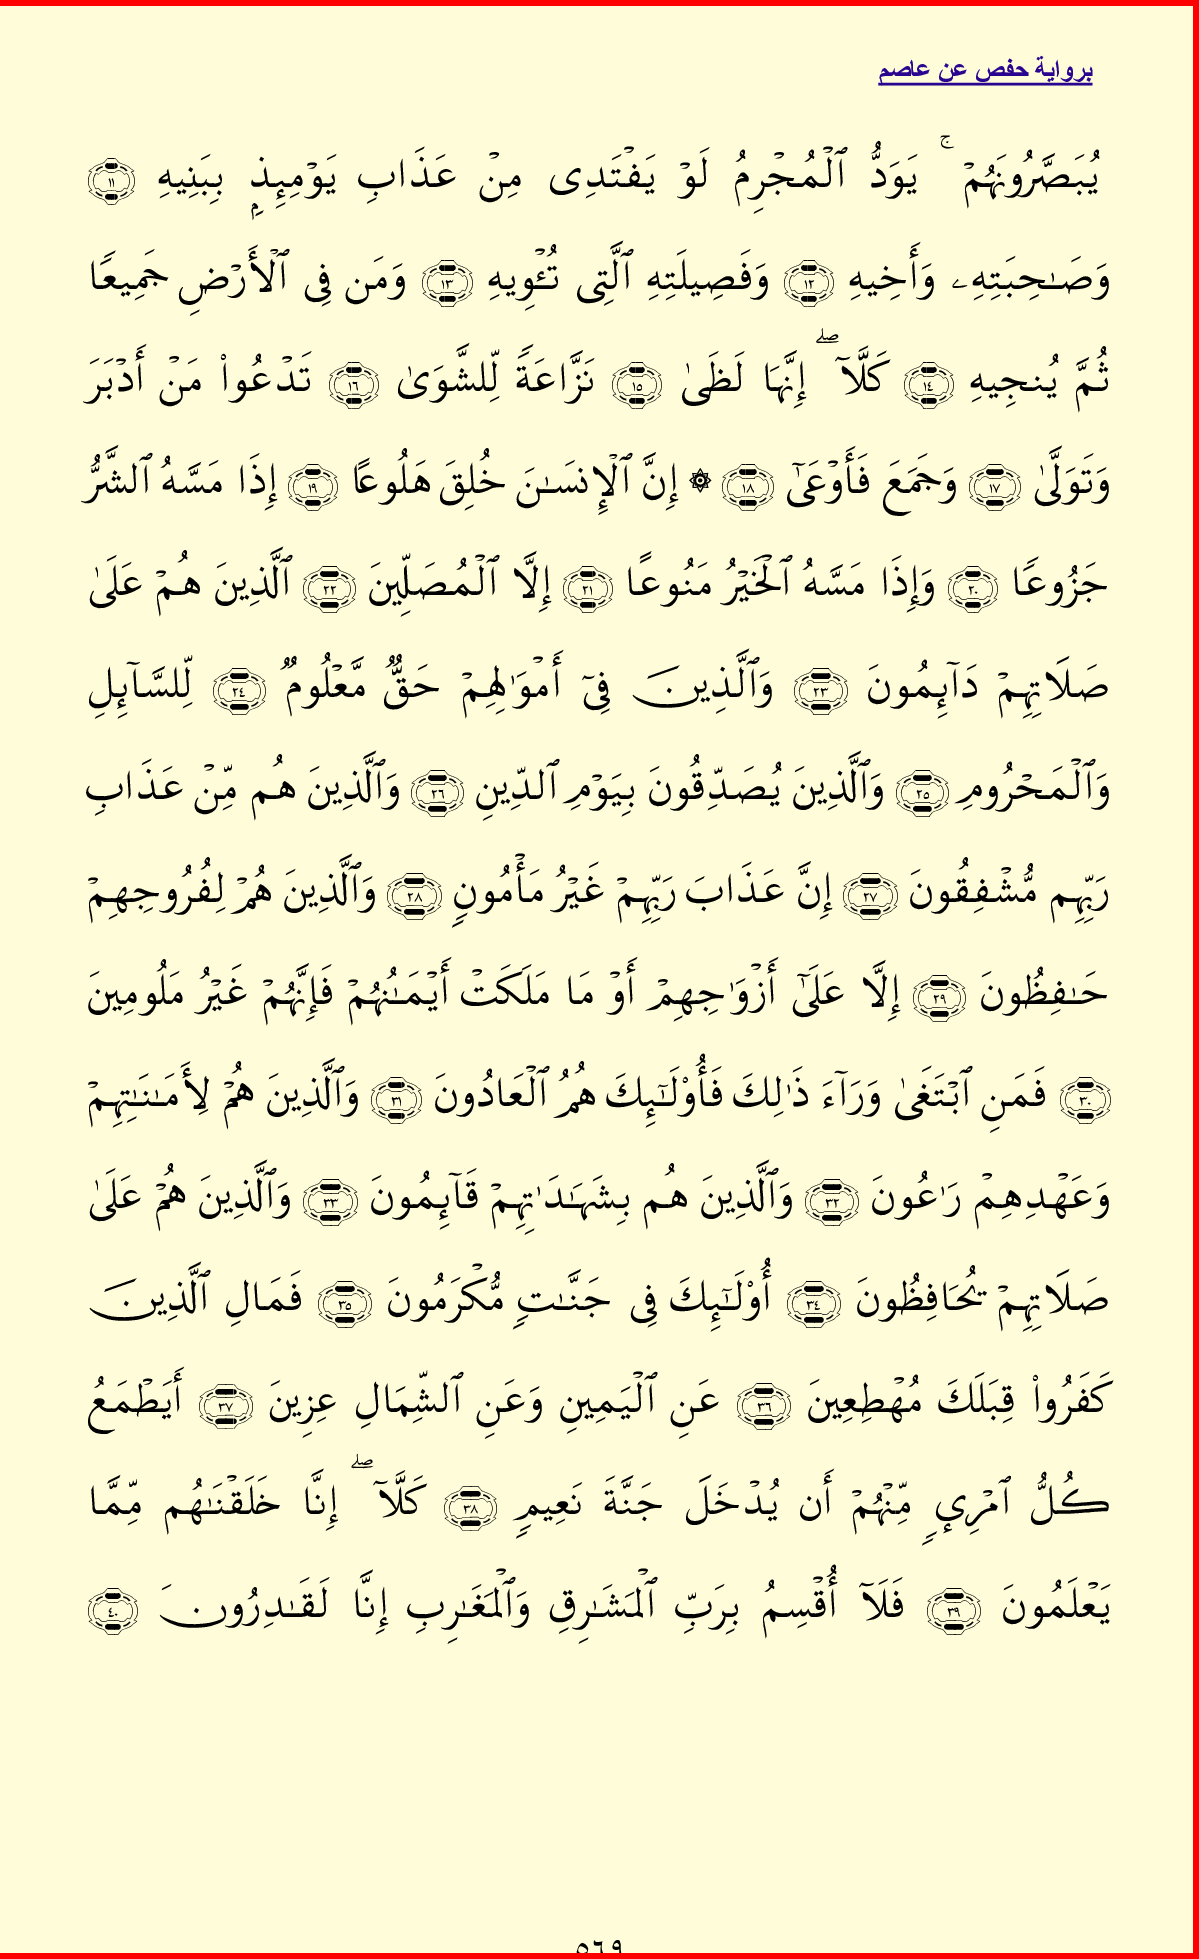 برواية حفص عن عاصم
يُبَصَّرُونَهُمْ ۚ يَوَدُّ ٱلْمُجْرِمُ لَوْ يَفْتَدِى مِنْ عَذَابِ يَوْمِئِذٍۭ بِبَنِيهِ ١١
وَصَـٰحِبَتِهِۦ وَأَخِيهِ ١٢ وَفَصِيلَتِهِ ٱلَّتِى تُـْٔوِيهِ ١٣ وَمَن فِى ٱلْأَرْضِ جَمِيعًا
ثُمَّ يُنجِيهِ ١٤ كَلَّآ ۖ إِنَّهَا لَظَىٰ ١٥ نَزَّاعَةً لِّلشَّوَىٰ ١٦ تَدْعُوا۟ مَنْ أَدْبَرَ
وَتَوَلَّىٰ ١٧ وَجَمَعَ فَأَوْعَىٰٓ ١٨ ۞ إِنَّ ٱلْإِنسَـٰنَ خُلِقَ هَلُوعًا ١٩ إِذَا مَسَّهُ ٱلشَّرُّ
جَزُوعًا ٢٠ وَإِذَا مَسَّهُ ٱلْخَيْرُ مَنُوعًا ٢١ إِلَّا ٱلْمُصَلِّينَ ٢٢ ٱلَّذِينَ هُمْ عَلَىٰ
صَلَاتِهِمْ دَآئِمُونَ ٢٣ وَٱلَّذِينَ فِىٓ أَمْوَٰلِهِمْ حَقٌّ مَّعْلُومٌ ٢٤ لِّلسَّآئِلِ
وَٱلْمَحْرُومِ ٢٥ وَٱلَّذِينَ يُصَدِّقُونَ بِيَوْمِ ٱلدِّينِ ٢٦ وَٱلَّذِينَ هُم مِّنْ عَذَابِ
رَبِّهِم مُّشْفِقُونَ ٢٧ إِنَّ عَذَابَ رَبِّهِمْ غَيْرُ مَأْمُونٍ ٢٨ وَٱلَّذِينَ هُمْ لِفُرُوجِهِمْ
حَـٰفِظُونَ ٢٩ إِلَّا عَلَىٰٓ أَزْوَٰجِهِمْ أَوْ مَا مَلَكَتْ أَيْمَـٰنُهُمْ فَإِنَّهُمْ غَيْرُ مَلُومِينَ
٣٠ فَمَنِ ٱبْتَغَىٰ وَرَآءَ ذَٰلِكَ فَأُو۟لَـٰٓئِكَ هُمُ ٱلْعَادُونَ ٣١ وَٱلَّذِينَ هُمْ لِأَمَـٰنَـٰتِهِمْ
وَعَهْدِهِمْ رَٰعُونَ ٣٢ وَٱلَّذِينَ هُم بِشَهَـٰدَٰتِهِمْ قَآئِمُونَ ٣٣ وَٱلَّذِينَ هُمْ عَلَىٰ
صَلَاتِهِمْ يُحَافِظُونَ ٣٤ أُو۟لَـٰٓئِكَ فِى جَنَّـٰتٍ مُّكْرَمُونَ ٣٥ فَمَالِ ٱلَّذِينَ
كَفَرُوا۟ قِبَلَكَ مُهْطِعِينَ ٣٦ عَنِ ٱلْيَمِينِ وَعَنِ ٱلشِّمَالِ عِزِينَ ٣٧ أَيَطْمَعُ
كُلُّ ٱمْرِئٍ مِّنْهُمْ أَن يُدْخَلَ جَنَّةَ نَعِيمٍ ٣٨ كَلَّآ ۖ إِنَّا خَلَقْنَـٰهُم مِّمَّا
يَعْلَمُونَ ٣٩ فَلَآ أُقْسِمُ بِرَبِّ ٱلْمَشَـٰرِقِ وَٱلْمَغَـٰرِبِ إِنَّا لَقَـٰدِرُونَ ٤٠
٥٦٩